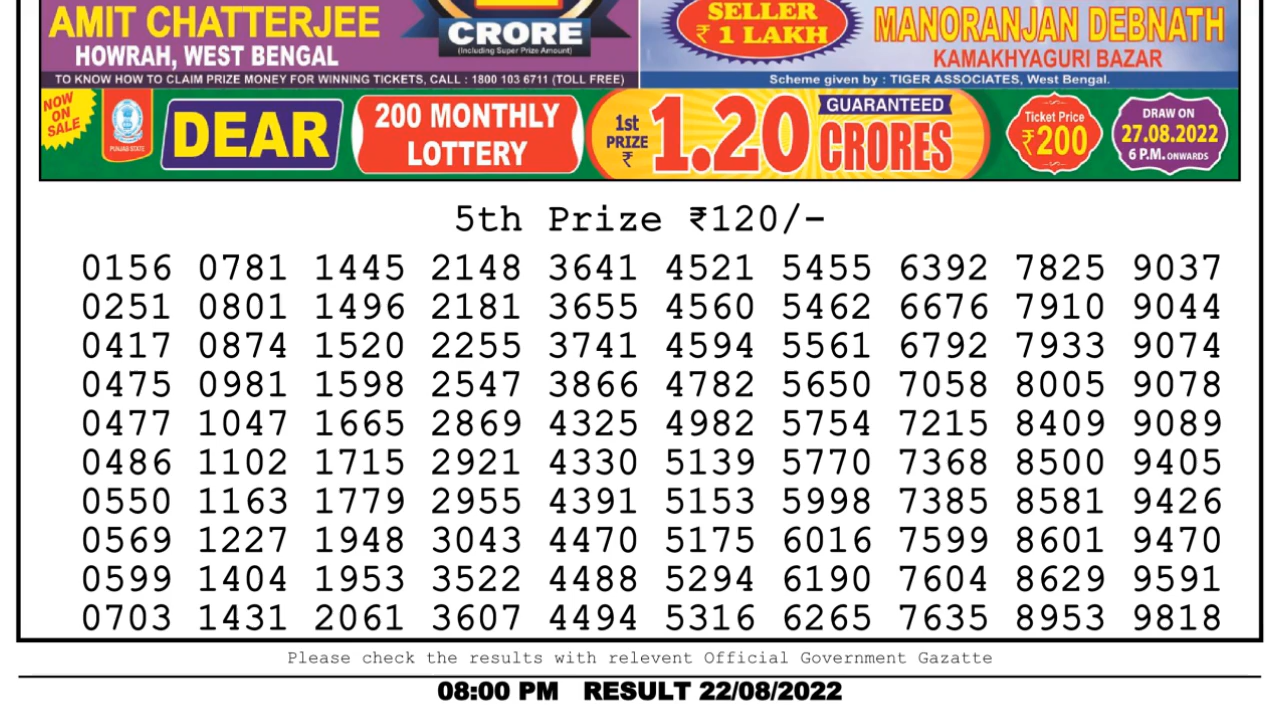 AMIT CHATTERJEE
HOWRAH, WEST BENGAL
CRORE
(Including Super Prize Amount)
SELLER
₹ 1 LAKH
MANORANJAN DEBNATH
KAMAKHYAGURI BAZAR
TO KNOW HOW TO CLAIM PRIZE MONEY FOR WINNING TICKETS, CALL : 1800 103 6711 (TOLL FREE)
Scheme given by : TIGER ASSOCIATES, West Bengal.
NOW
ON
SALE
PUNJAB STATE
DEAR
200 MONTHLY
LOTTERY
1st
PRIZE
₹
1.20
GUARANTEED
CRORES
Ticket Price
₹200
DRAW ON
27.08.2022
6 P.M. ONWARDS
5th Prize ₹120/-
0156 0781 1445 2148 3641 4521 5455 6392 7825 9037
0251 0801 1496 2181 3655 4560 5462 6676 7910 9044
0417 0874 1520 2255 3741 4594 5561 6792 7933 9074
0475 0981 1598 2547 3866 4782 5650 7058 8005 9078
0477 1047 1665 2869 4325 4982 5754 7215 8409 9089
0486 1102 1715 2921 4330 5139 5770 7368 8500 9405
0550 1163 1779 2955 4391 5153 5998 7385 8581 9426
0569 1227 1948 3043 4470 5175 6016 7599 8601 9470
0599 1404 1953 3522 4488 5294 6190 7604 8629 9591
0703 1431 2061 3607 4494 5316 6265 7635 8953 9818
Please check the results with relevent Official Government Gazatte
08:00 PM RESULT 22/08/2022